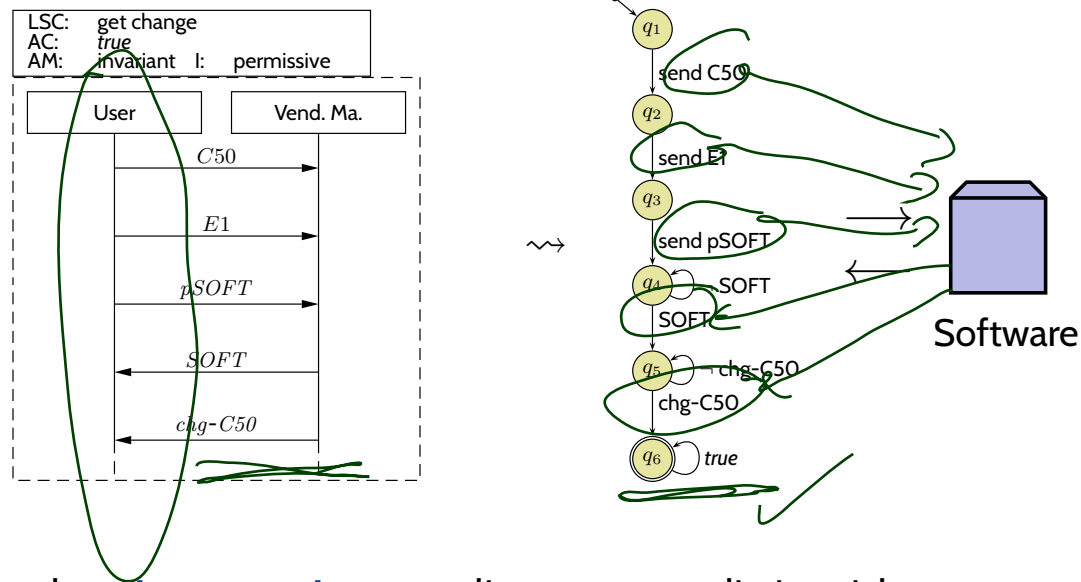 LSC: get change
AC: true
AM: invariant I: permissive
User Vend. Ma.
C50
E1
pSOFT
SOFT
chg-C50
q1
send C50
q2
send E1
q3
send pSOFT
q4 SOFT
SOFT
q5 ¬ chg-C50
chg-C50
q6 true
Software